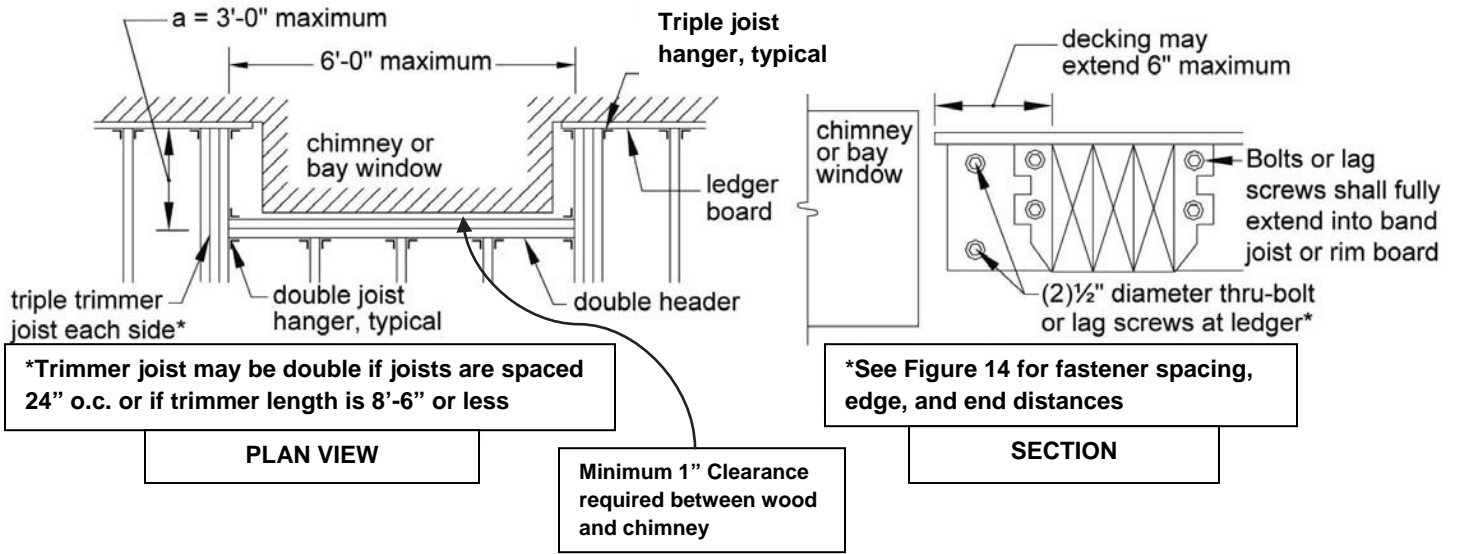 a = 3'-0" maximum
6'-0" maximum
Triple joist
hanger, typical
chimney or
bay window
ledger
board
triple trimmer
joist each side*
double joist
hanger, typical
double header
*Trimmer joist may be double if joists are spaced
24” o.c. or if trimmer length is 8’-6” or less
PLAN VIEW
Minimum 1” Clearance
required between wood
and chimney
decking may
extend 6" maximum
chimney
or bay
window
Bolts or lag
screws shall fully
extend into band
joist or rim board
(2)½" diameter thru-bolt
or lag screws at ledger*
*See Figure 14 for fastener spacing,
edge, and end distances
SECTION